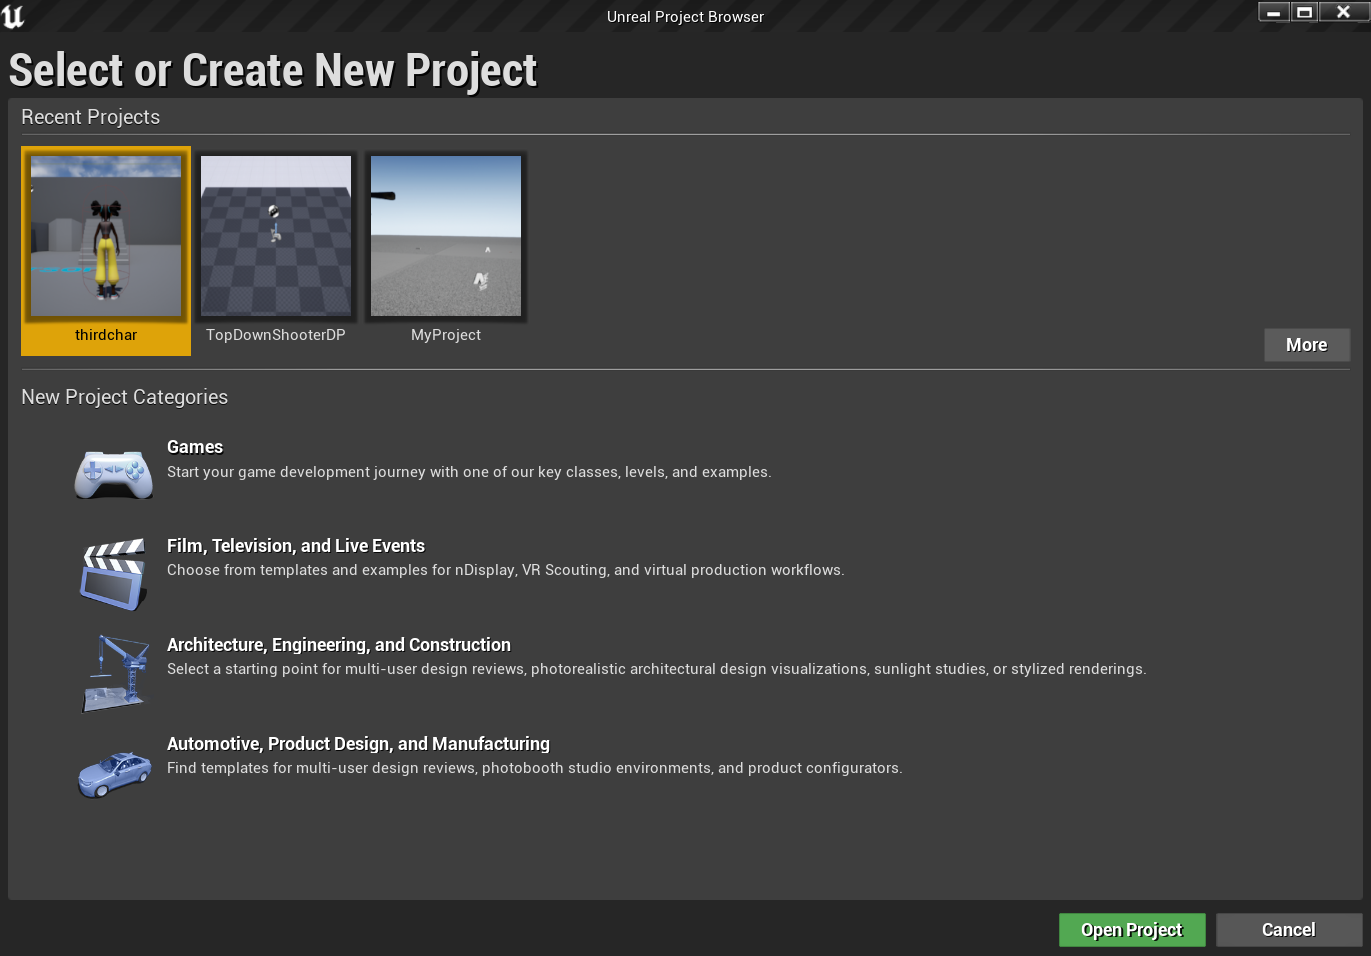 Unreal Project Browser
Select or Create New Project
Recent Projects
thirdchar
TopDownShooterDP
MyProject
More
New Project Categories
Games
Start your game development journey with one of our key classes, levels, and examples.
Film, Television, and Live Events
Choose from templates and examples for nDisplay, VR Scouting, and virtual production workflows.
Architecture, Engineering, and Construction
Select a starting point for multi-user design reviews, photorealistic architectural design visualizations, sunlight studies, or stylized renderings.
Automotive, Product Design, and Manufacturing
Find templates for multi-user design reviews, photobooth studio environments, and product configurators.
Open Project
Cancel